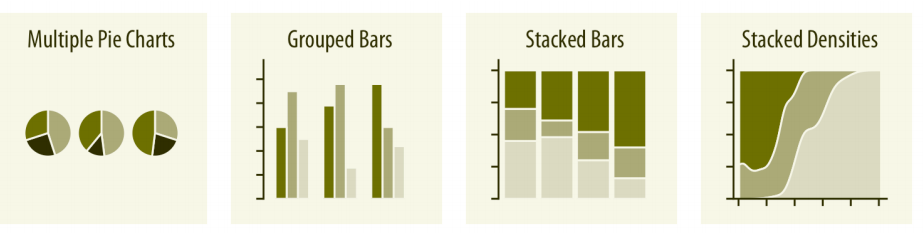 Multiple Pie Charts
Grouped Bars
Stacked Bars
Stacked Densities